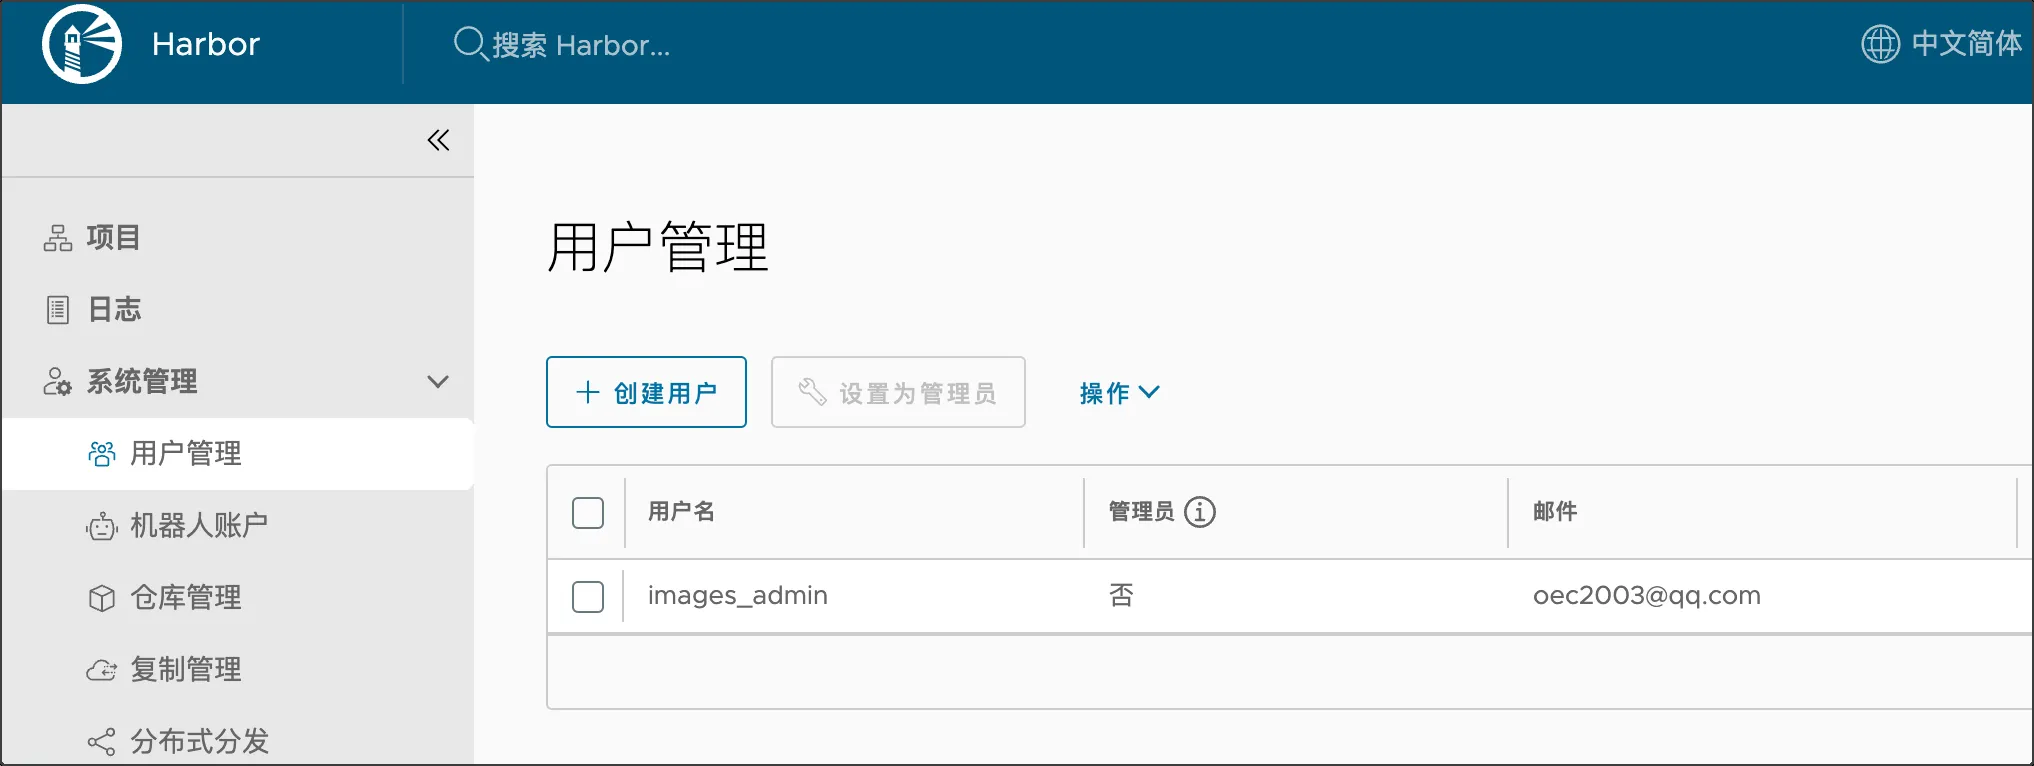 Harbor
搜索 Harbor...
中文简体
项目
日志
系统管理
用户管理
机器人账户
仓库管理
复制管理
分布式分发
用户管理
创建用户
设置为管理员
操作
用户名
管理员
邮件
images_admin
否
oec2003@qq.com